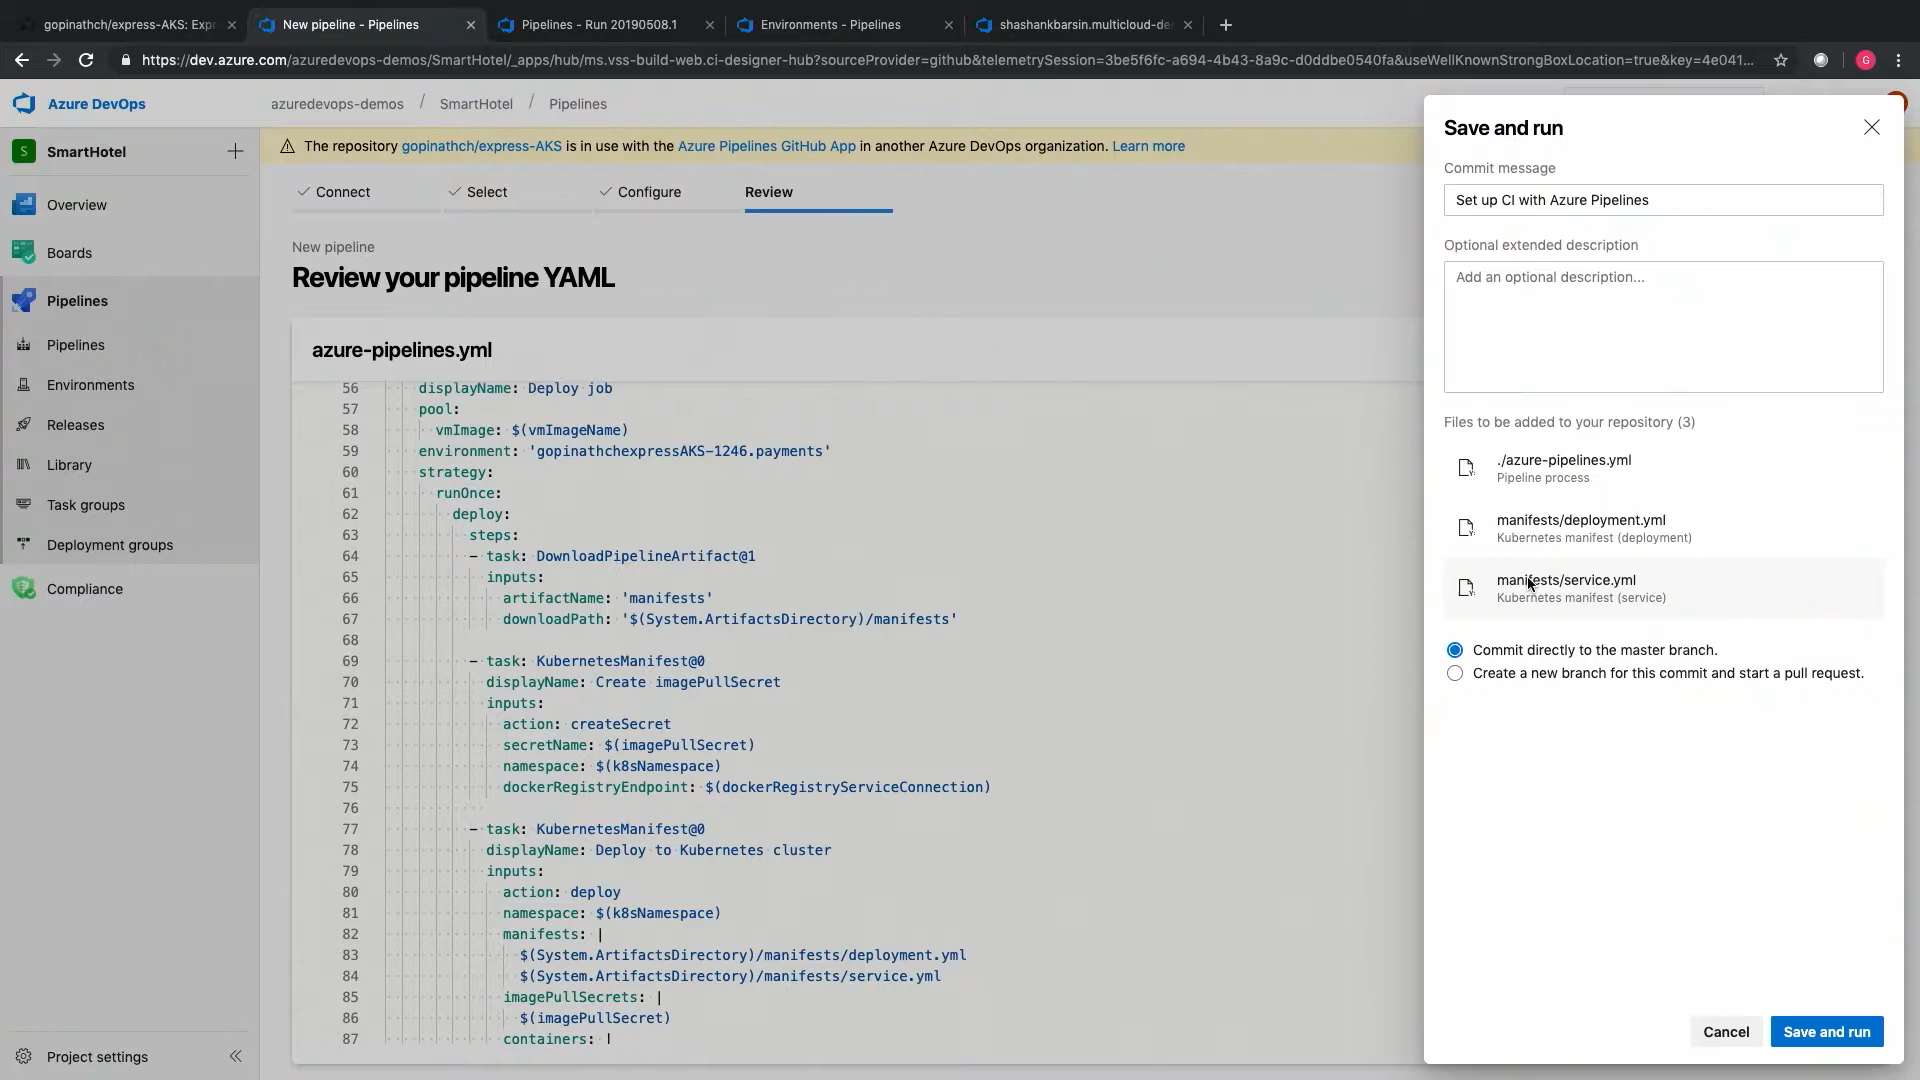 gopinathch/express-AKS: Expr
New pipeline - Pipelines
Pipelines - Run 20190508.1
Environments - Pipelines
shashankbarsin.multicloud-de
https://dev.azure.com/azuredevops-demos/SmartHotel/_apps/hub/ms.vss-build-web.ci-designer-hub?sourceProvider=github&telemetrySession=3be5f6fc-a694-4b43-8a9c-d0ddbe0540fa&useWellKnownStrongBoxLocation=true&key=4e041...
G
Azure DevOps
azuredevops-demos / SmartHotel / Pipelines
S SmartHotel
Overview
Boards
Pipelines
Pipelines
Environments
Releases
Library
Task groups
Deployment groups
Compliance
Project settings
The repository gopinathch/express-AKS is in use with the Azure Pipelines GitHub App in another Azure DevOps organization. Learn more
Connect
Select
Configure
Review
New pipeline
Review your pipeline YAML
azure-pipelines.yml
56 displayName: Deploy job
57 pool:
58 vmImage: $(vmImageName)
59 environment: 'gopinathchexpressAKS-1246.payments'
60 strategy:
61 runOnce:
62 deploy:
63 steps:
64 - task: DownloadPipelineArtifact@1
65 inputs:
66 artifactName: 'manifests'
67 downloadPath: '$(System.ArtifactsDirectory)/manifests'
68
69 - task: KubernetesManifest@0
70 displayName: Create imagePullSecret
71 inputs:
72 action: createSecret
73 secretName: $(imagePullSecret)
74 namespace: $(k8sNamespace)
75 dockerRegistryEndpoint: $(dockerRegistryServiceConnection)
76
77 - task: KubernetesManifest@0
78 displayName: Deploy to Kubernetes cluster
79 inputs:
80 action: deploy
81 namespace: $(k8sNamespace)
82 manifests: |
83 $(System.ArtifactsDirectory)/manifests/deployment.yml
84 $(System.ArtifactsDirectory)/manifests/service.yml
85 imagePullSecrets: |
86 $(imagePullSecret)
87 containers: |
Save and run
Commit message
Set up CI with Azure Pipelines
Optional extended description
Add an optional description...
Files to be added to your repository (3)
./azure-pipelines.yml
Pipeline process
manifests/deployment.yml
Kubernetes manifest (deployment)
manifests/service.yml
Kubernetes manifest (service)
Commit directly to the master branch.
Create a new branch for this commit and start a pull request.
Cancel
Save and run